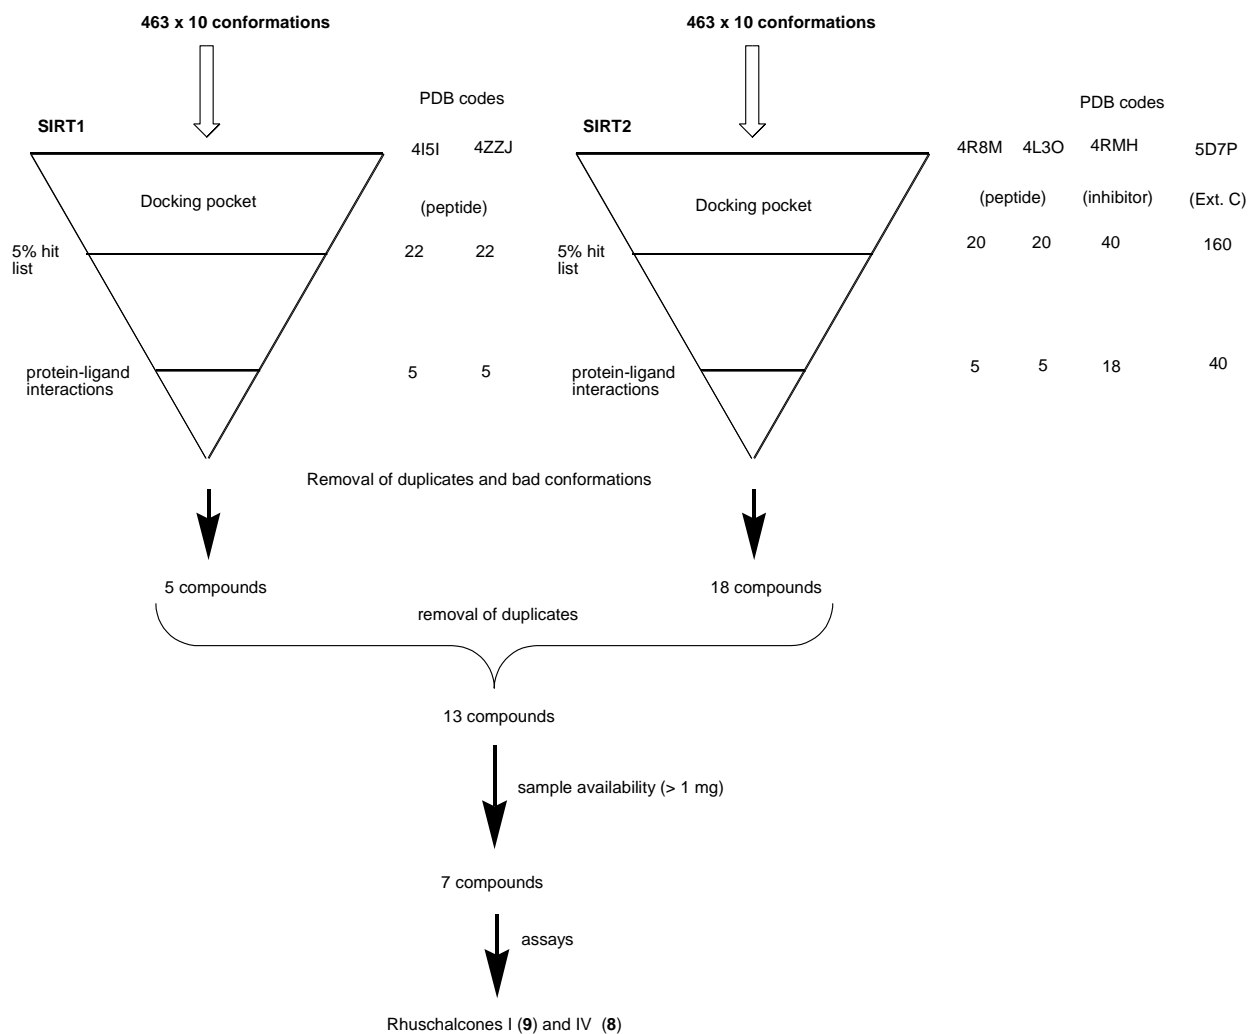 463 x 10 conformations
463 x 10 conformations
PDB codes
PDB codes
SIRT1
SIRT2
4I5I 4ZZJ
4R8M 4L3O 4RMH 5D7P
Docking pocket
Docking pocket
(peptide)
(peptide) (inhibitor) (Ext. C)
5% hit
list
22 22
5% hit
list
20 20 40 160
protein-ligand
interactions
5 5
protein-ligand
interactions
5 5 18 40
Removal of duplicates and bad conformations
5 compounds
18 compounds
removal of duplicates
13 compounds
sample availability (> 1 mg)
7 compounds
assays
Rhuschalcones I (9) and IV (8)